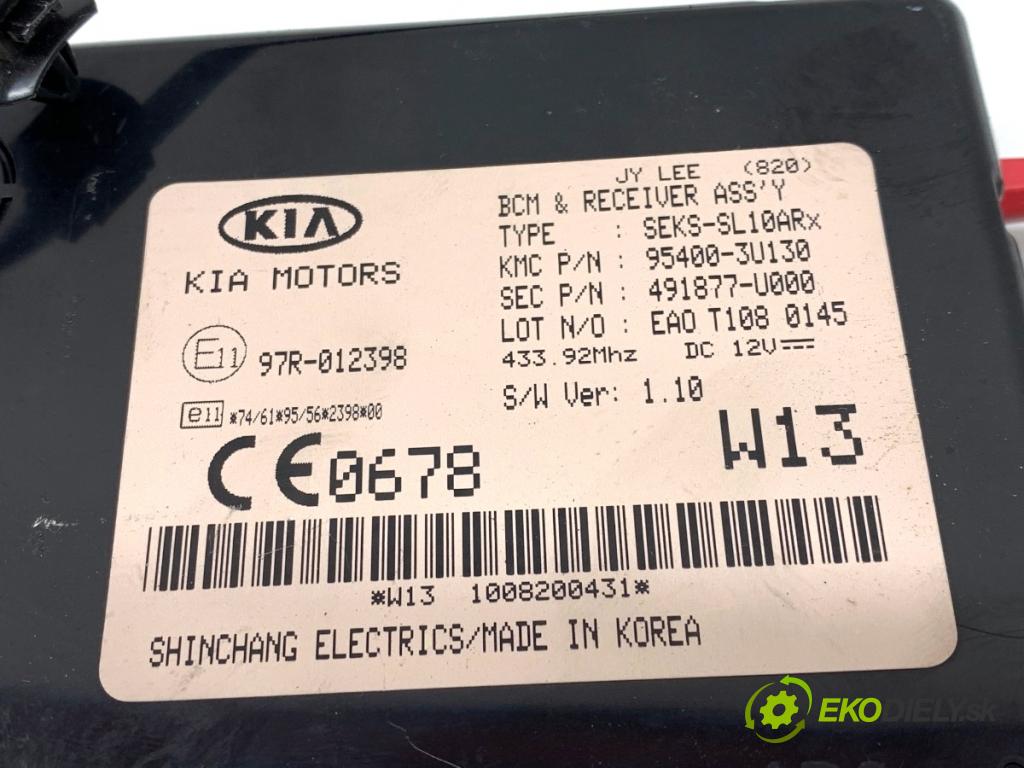 JY LEE (820)
KIA
KIA MOTORS
BCM & RECEIVER ASS'Y
TYPE : SEKS-SL10ARx
KMC P/N : 95400-3U130
SEC P/N : 491877-U000
LOT N/O : EAO T108 0145
433.92Mhz DC 12V
S/W Ver: 1.10
E11 97R-012398
e11 *74/61*95/56*2398*00
CE0678
W13
*W13 1008200431*
SHINCHANG ELECTRICS/MADE IN KOREA
EKODIELY.SK